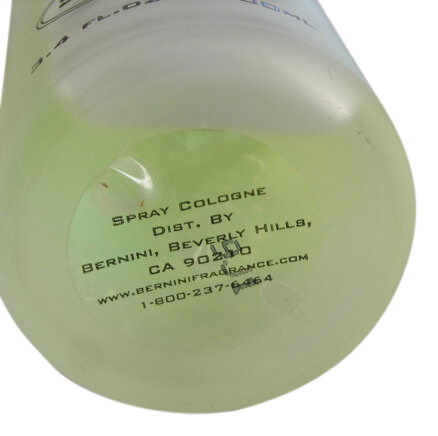 3.4 FL.OZ
ML
SPRAY COLOGNE
DIST. BY
BERNINI, BEVERLY HILLS,
CA 90210
WWW.BERNINIFRAGRANCE.COM
1-800-237-6464